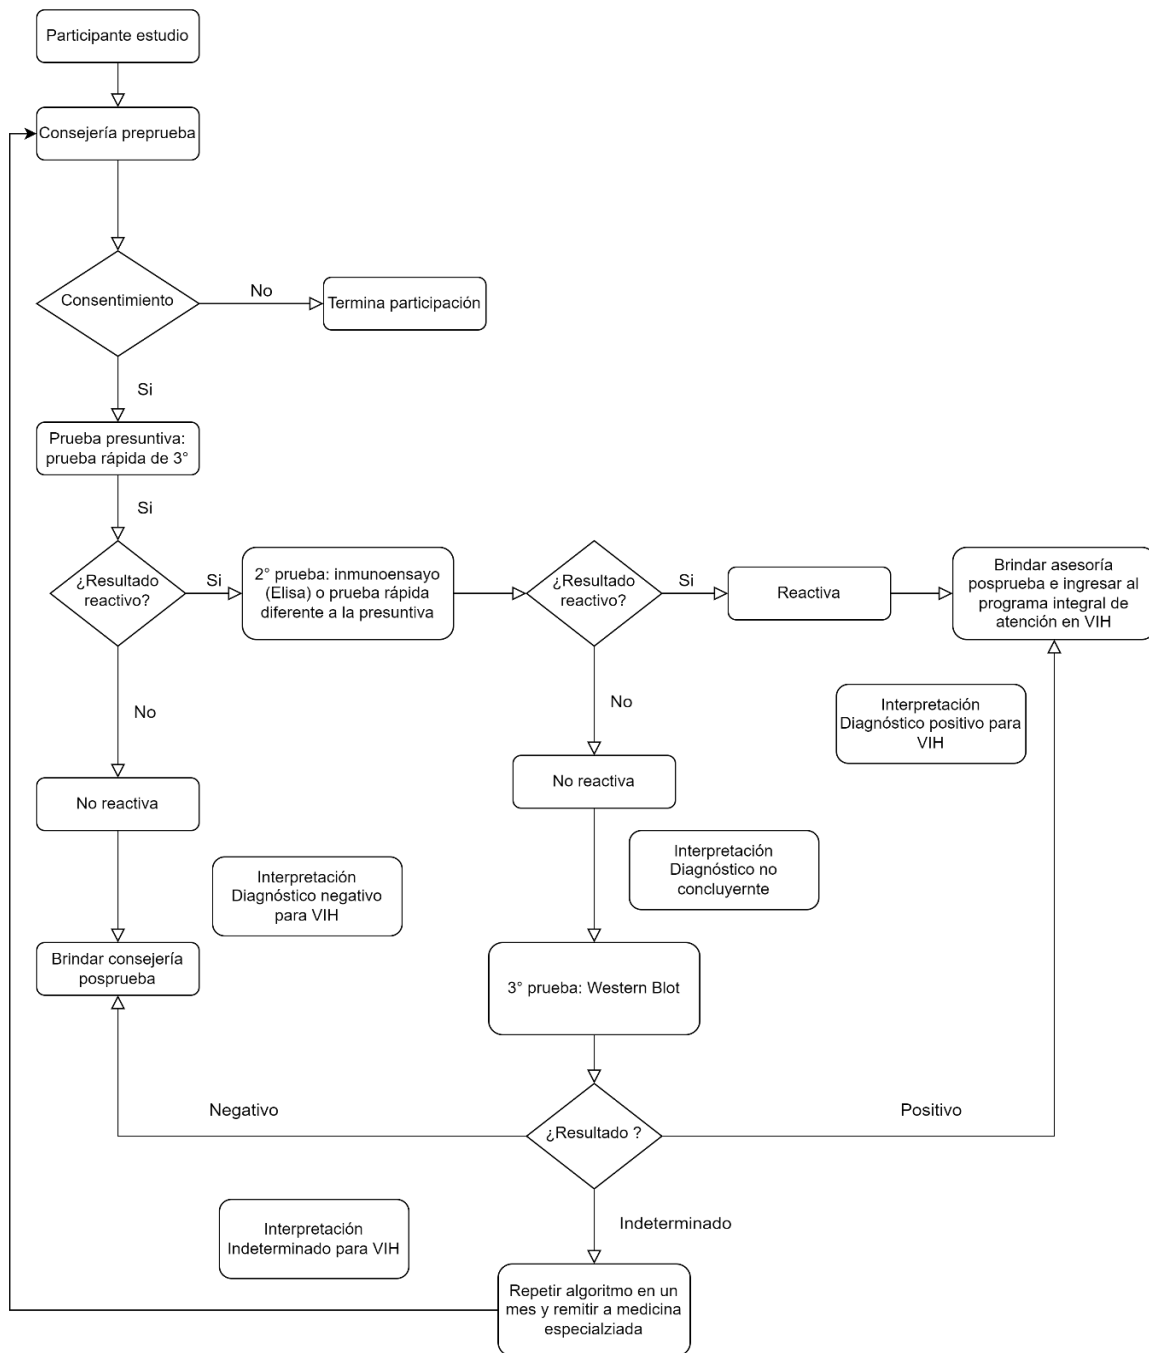 Participante estudio
Consejería preprueba
Consentimiento
No
Termina participación
Si
Prueba presuntiva:
prueba rápida de 3°
Si
¿Resultado
reactivo?
Si
2° prueba: inmunoensayo
(Elisa) o prueba rápida
diferente a la presuntiva
¿Resultado
reactivo?
Si
Reactiva
Brindar asesoría
posprueba e ingresar al
programa integral de
atención en VIH
No
No
Interpretación
Diagnóstico positivo para
VIH
No reactiva
No reactiva
Interpretación
Diagnóstico negativo
para VIH
Interpretación
Diagnóstico no
concluyernte
Brindar consejería
posprueba
3° prueba: Western Blot
Negativo
¿Resultado ?
Positivo
Interpretación
Indeterminado para VIH
Indeterminado
Repetir algoritmo en un
mes y remitir a medicina
especialziada